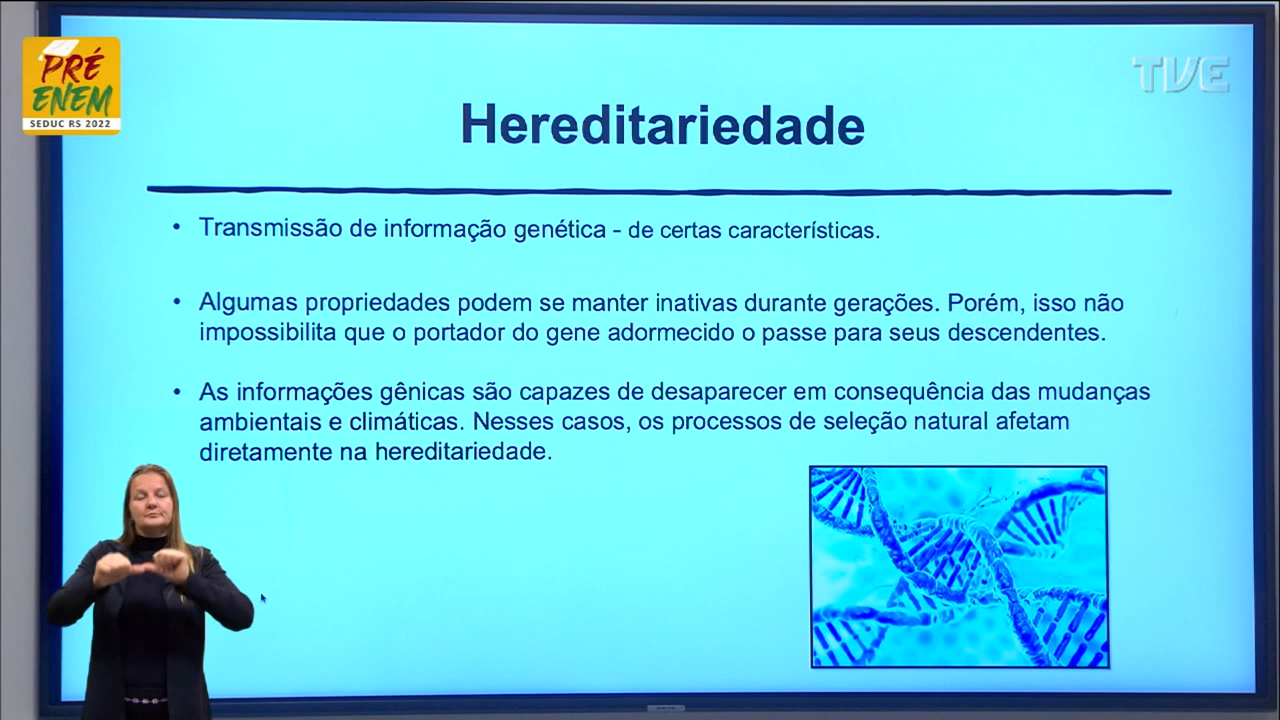 PRÉ
ENEM
SEDUC RS 2022
TVE
Hereditariedade
• Transmissão de informação genética - de certas características.
• Algumas propriedades podem se manter inativas durante gerações. Porém, isso não
impossibilita que o portador do gene adormecido o passe para seus descendentes.
• As informações gênicas são capazes de desaparecer em consequência das mudanças
ambientais e climáticas. Nesses casos, os processos de seleção natural afetam
diretamente na hereditariedade.